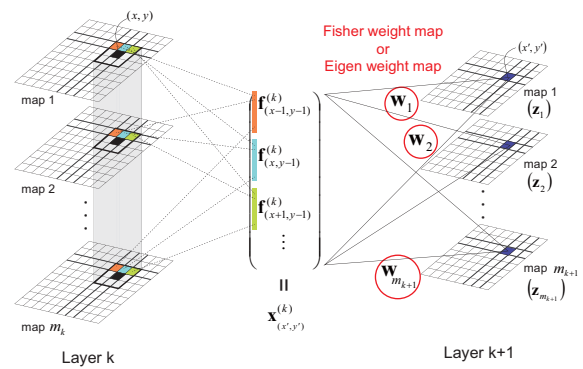 (x, y)
map 1
map 2
map m_k
Layer k
f^{(k)}_{(x−1,y−1)}
f^{(k)}_{(x,y−1)}
f^{(k)}_{(x+1,y−1)}
x^{(k)}_{(x',y')}
Fisher weight map
or
Eigen weight map
w_1
w_2
w_{m_{k+1}}
(x', y')
map 1
(z_1)
map 2
(z_2)
map m_{k+1}
(z_{m_{k+1}})
Layer k+1